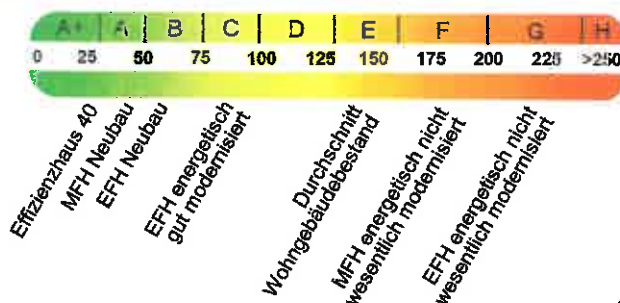 A+ A B C D E F G H
0 25 50 75 100 125 150 175 200 225 >250
Effizienzhaus 40
MFH Neubau
EFH Neubau
EFH energetisch
gut modernisiert
Durchschnitt
Wohngebäudebestand
MFH energetisch nicht
wesentlich modernisiert
EFH energetisch nicht
wesentlich modernisiert